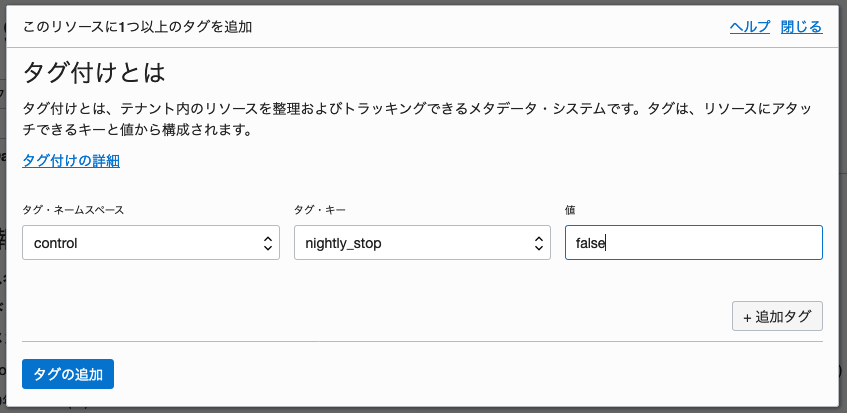 このリソースに1つ以上のタグを追加
ヘルプ 閉じる
タグ付けとは
タグ付けとは、テナント内のリソースを整理およびトラッキングできるメタデータ・システムです。タグは、リソースにアタッ
チできるキーと値から構成されます。
タグ付けの詳細
タグ・ネームスペース タグ・キー 値
control nightly_stop false
+ 追加タグ
タグの追加